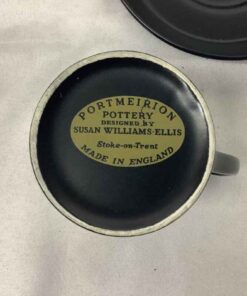 PORTMEIRION
POTTERY
DESIGNED BY
SUSAN WILLIAMS-ELLIS
Stoke-on-Trent
MADE IN ENGLAND